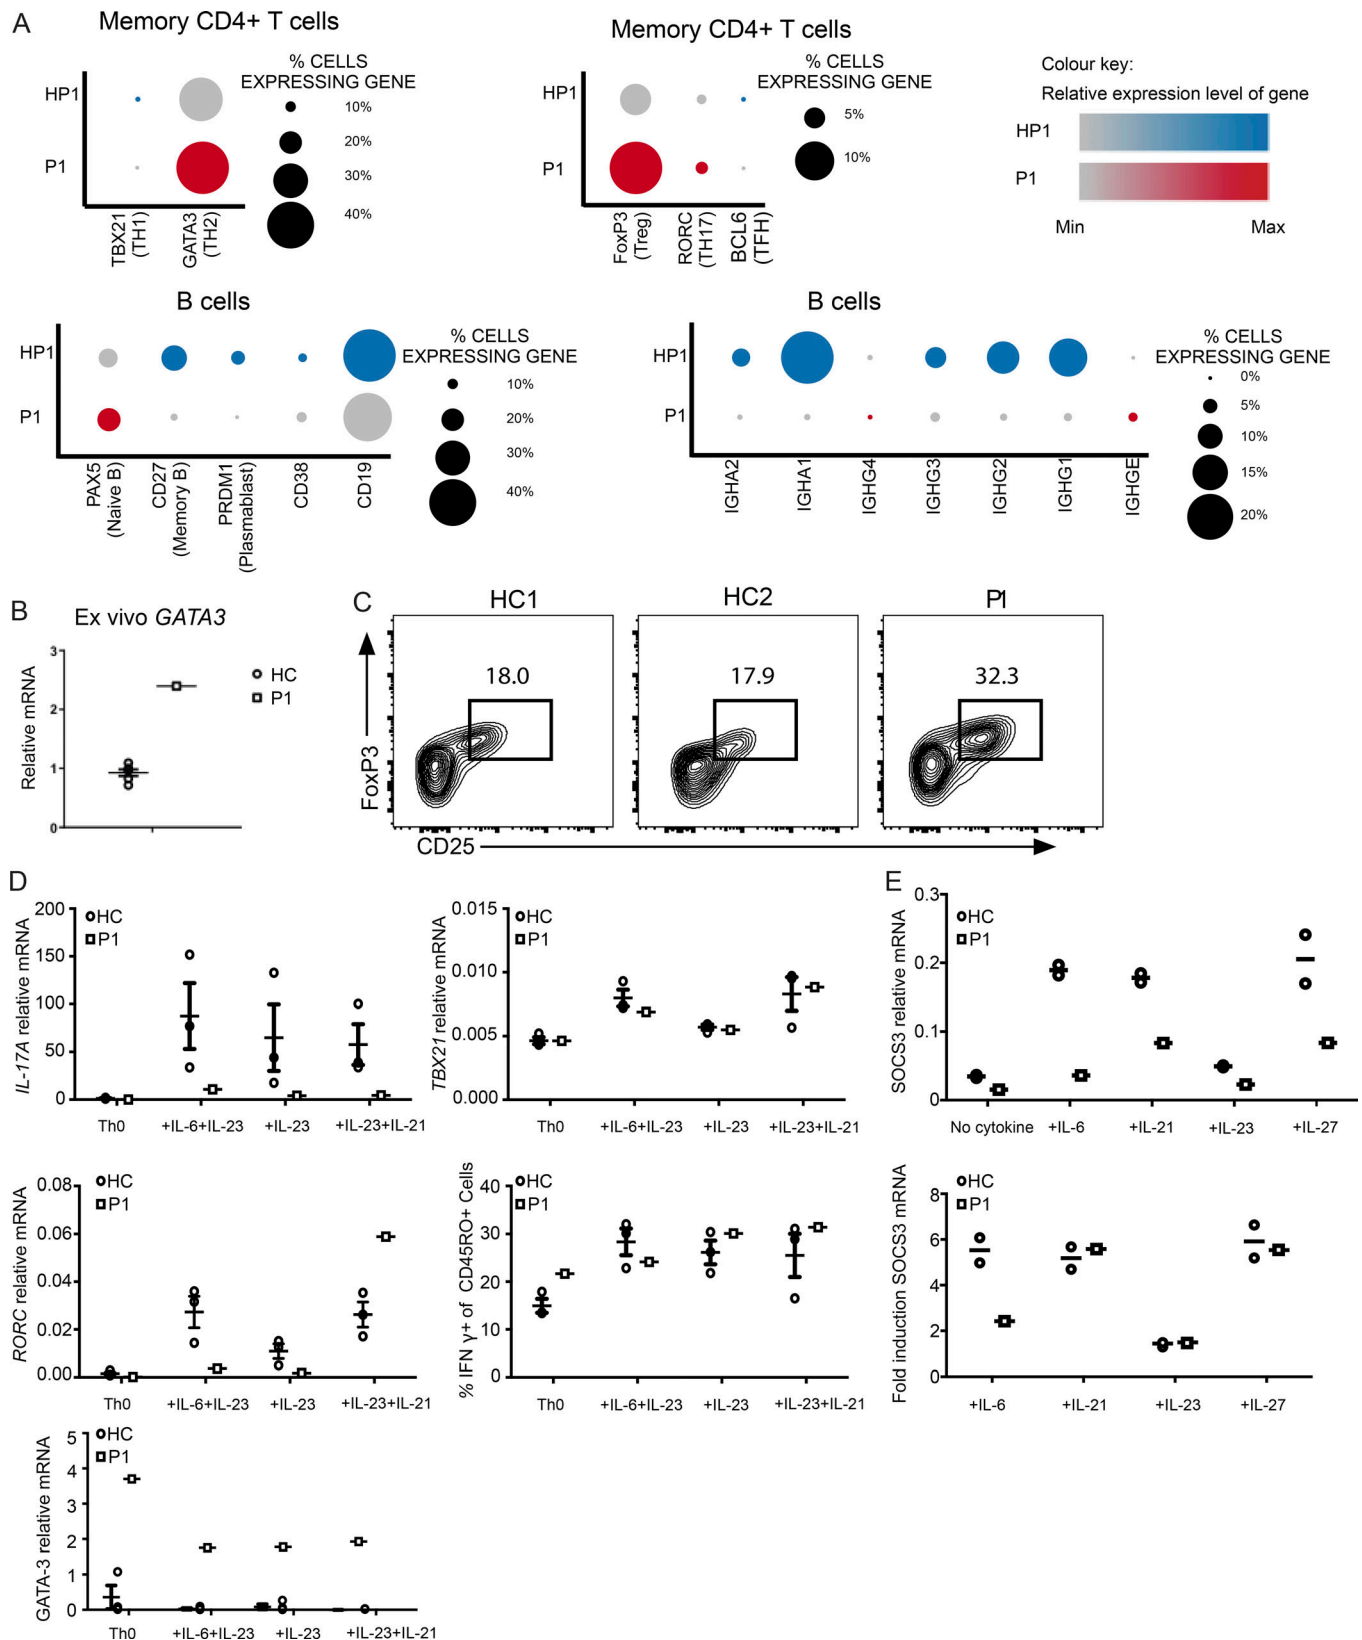 A
Memory CD4+ T cells
HP1
P1
TBX21
(TH1)
GATA3
(TH2)
% CELLS
EXPRESSING GENE
10%
20%
30%
40%
Memory CD4+ T cells
HP1
P1
FoxP3
(Treg)
RORC
(TH17)
BCL6
(TFH)
% CELLS
EXPRESSING GENE
5%
10%
Colour key:
Relative expression level of gene
HP1
P1
Min
Max
B cells
HP1
P1
PAX5
(Naive B)
CD27
(Memory B)
PRDM1
(Plasmablast)
CD38
CD19
% CELLS
EXPRESSING GENE
10%
20%
30%
40%
B cells
HP1
P1
IGHA2
IGHA1
IGHG4
IGHG3
IGHG2
IGHG1
IGHGE
% CELLS
EXPRESSING GENE
0%
5%
10%
15%
20%
B
Ex vivo GATA3
Relative mRNA
3
2
1
0
HC
P1
C
HC1
HC2
P1
18.0
17.9
32.3
FoxP3
CD25
D
IL-17A relative mRNA
200
150
100
50
0
HC
P1
Th0
+IL-6+IL-23
+IL-23
+IL-23+IL-21
TBX21 relative mRNA
0.015
0.010
0.005
0.000
HC
P1
Th0
+IL-6+IL-23
+IL-23
+IL-23+IL-21
E
SOCS3 relative mRNA
0.3
0.2
0.1
0
HC
P1
No cytokine
+IL-6
+IL-21
+IL-23
+IL-27
RORC relative mRNA
0.08
0.06
0.04
0.02
0.00
HC
P1
Th0
+IL-6+IL-23
+IL-23
+IL-23+IL-21
% IFN γ+ of CD45RO+ Cells
40
30
20
10
0
HC
P1
Th0
+IL-6+IL-23
+IL-23
+IL-23+IL-21
Fold induction SOCS3 mRNA
8
6
4
2
0
HC
P1
+IL-6
+IL-21
+IL-23
+IL-27
GATA-3 relative mRNA
5
4
3
2
1
0
HC
P1
Th0
+IL-6+IL-23
+IL-23
+IL-23+IL-21